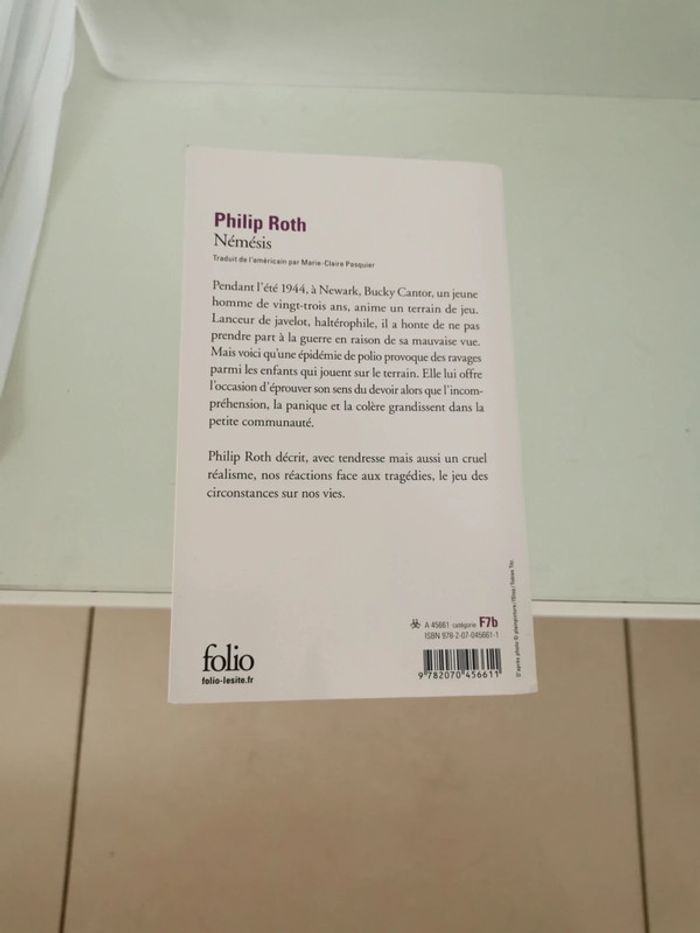 Philip Roth
Némésis
Traduit de l'américain par Marie-Claire Pasquier
Pendant l'été 1944, à Newark, Bucky Cantor, un jeune
homme de vingt-trois ans, anime un terrain de jeu.
Lanceur de javelot, haltérophile, il a honte de ne pas
prendre part à la guerre en raison de sa mauvaise vue.
Mais voici qu'une épidémie de polio provoque des ravages
parmi les enfants qui jouent sur le terrain. Elle lui offre
l'occasion d'éprouver son sens du devoir alors que l'incom-
préhension, la panique et la colère grandissent dans la
petite communauté.
Philip Roth décrit, avec tendresse mais aussi un cruel
réalisme, nos réactions face aux tragédies, le jeu des
circonstances sur nos vies.
folio
folio-lesite.fr
A 45661 catégorie F7b
ISBN 978-2-07-045661-1
9 782070 456611
D'après photo © plainpicture /